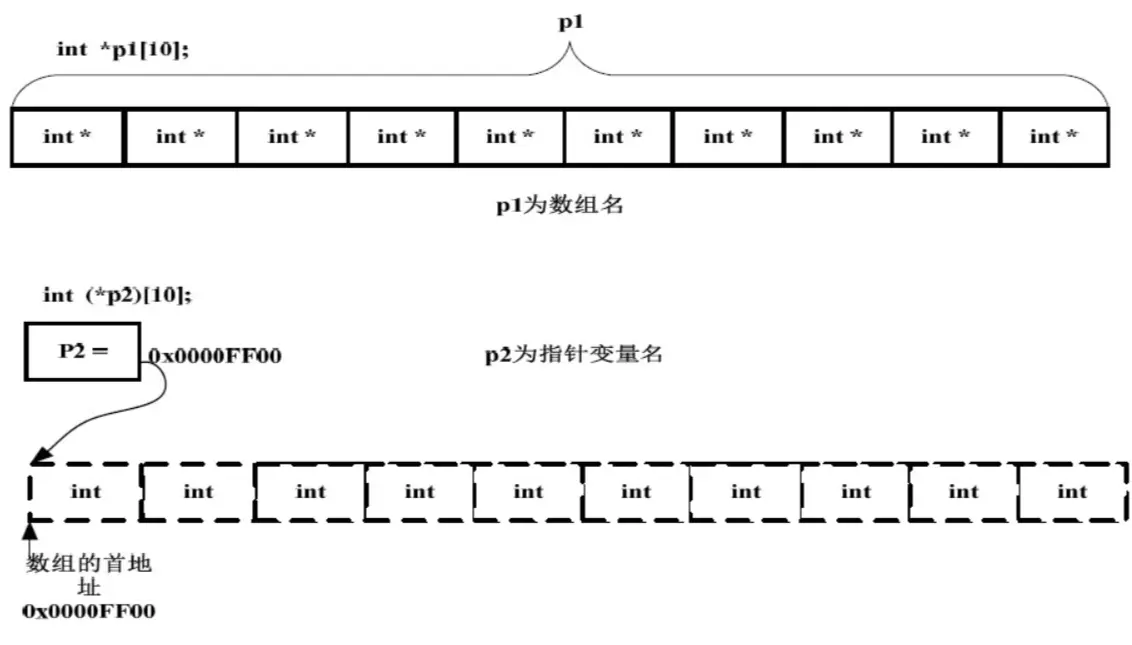 p1
int *p1[10];
int * int * int * int * int * int * int * int * int * int *
p1为数组名
int (*p2)[10];
P2 = 0x0000FF00 p2为指针变量名
int int int int int int int int int int
数组的首地
址
0x0000FF00